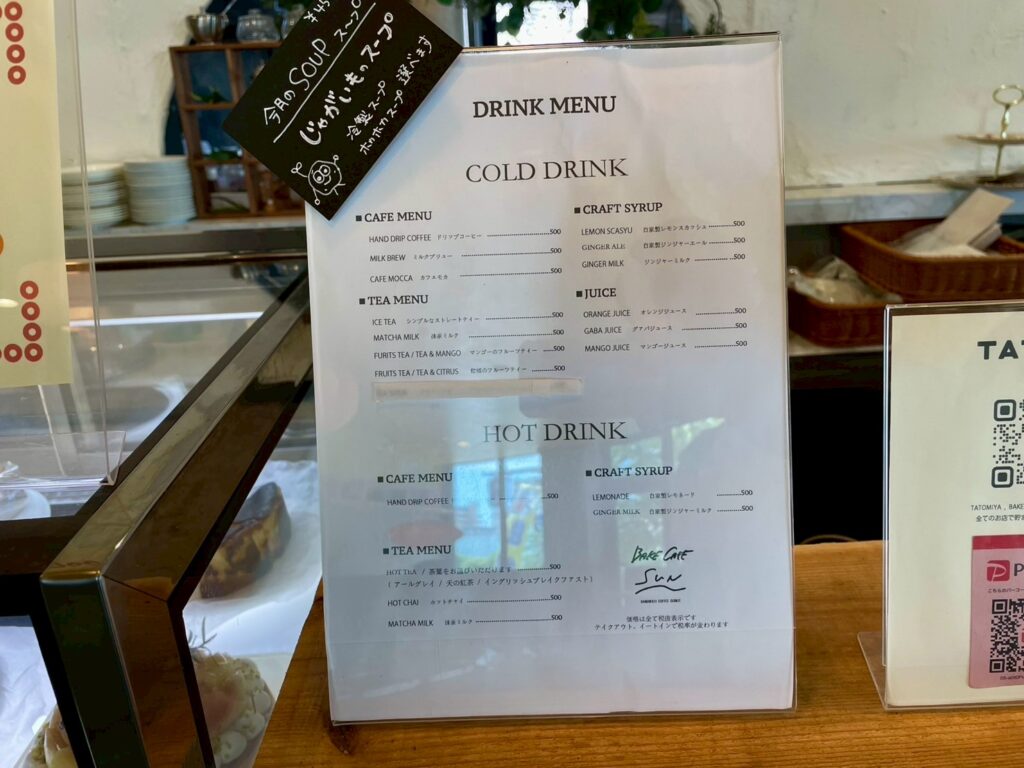 今月のSOUP スープ
じゃがいものスープ
冷製スープ
ホカホカスープ 選べます
DRINK MENU
COLD DRINK
■ CAFE MENU
HAND DRIP COFFEE ドリップコーヒー 500
MILK BREW ミルクブリュー 500
CAFE MOCCA カフェモカ 500
■ TEA MENU
ICE TEA シンプルなストレートティー 500
MATCHA MILK 抹茶ミルク 500
FURITS TEA / TEA & MANGO マンゴーのフルーツティー 500
FRUITS TEA / TEA & CITRUS 柑橘のフルーツティー 500
■ CRAFT SYRUP
LEMON SCASYU 自家製レモンスカッシュ 500
GINGER ALE 自家製ジンジャーエール 500
GINGER MILK ジンジャーミルク 500
■ JUICE
ORANGE JUICE オレンジジュース 500
GABA JUICE グアバジュース 500
MANGO JUICE マンゴージュース 500
HOT DRINK
■ CAFE MENU
HAND DRIP COFFEE 500
■ TEA MENU
HOT TEA / 茶葉をお選びいただけます 500
( アールグレイ / 天の紅茶 / イングリッシュブレイクファスト )
HOT CHAI ホットチャイ 500
MATCHA MILK 抹茶ミルク 500
■ CRAFT SYRUP
LEMONADE 自家製レモネード 500
GINGER MILK 自家製ジンジャーミルク 500
BAKE CAFE
SUN
価格は全て税抜表示です
テイクアウト、イートインで税率が変わります
TAT
TATOMIYA , BAKE
全てのお店で貯
P
こちらのバーコー